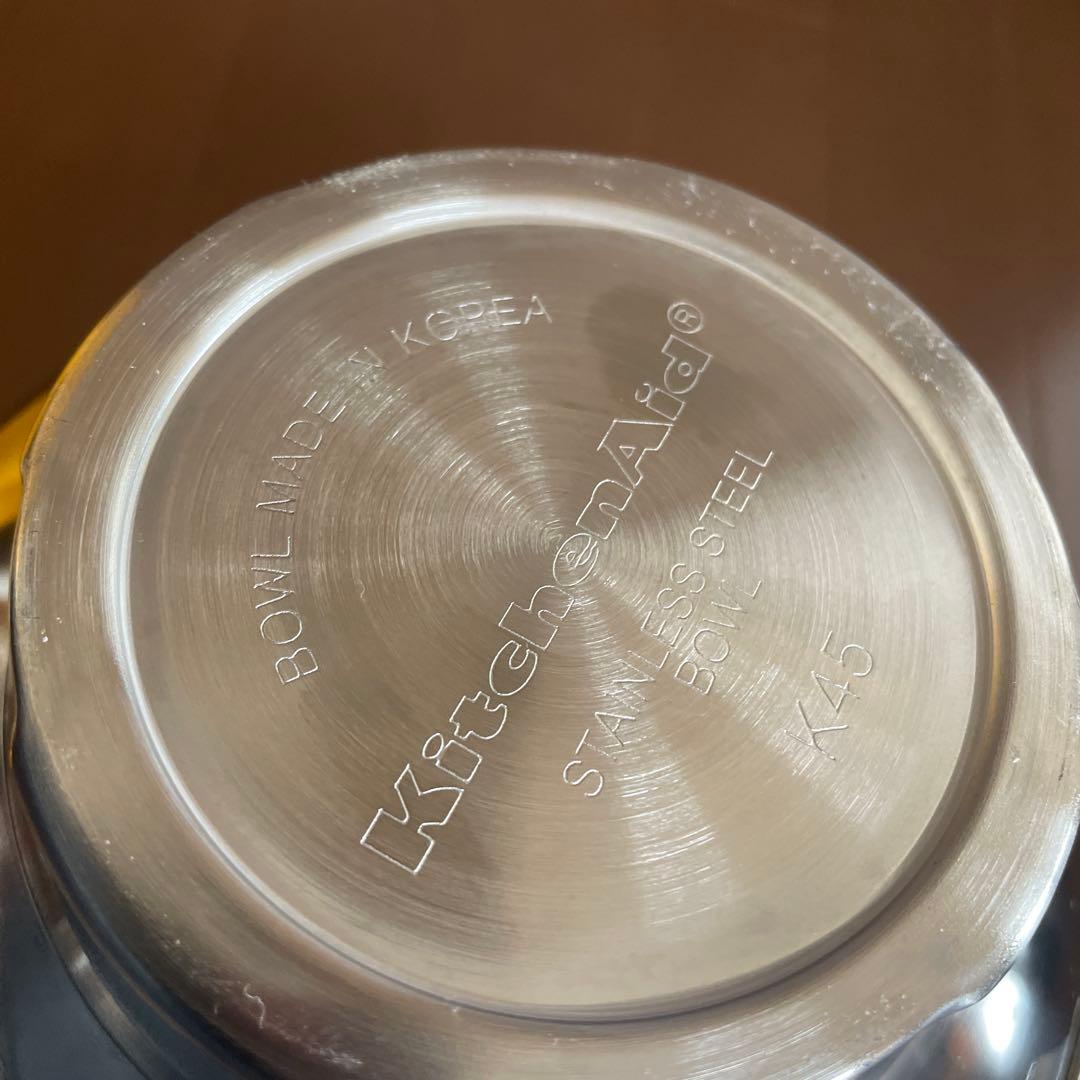 BOWL MADE IN KOREA
KitchenAid®
STAINLESS STEEL
BOWL
K45